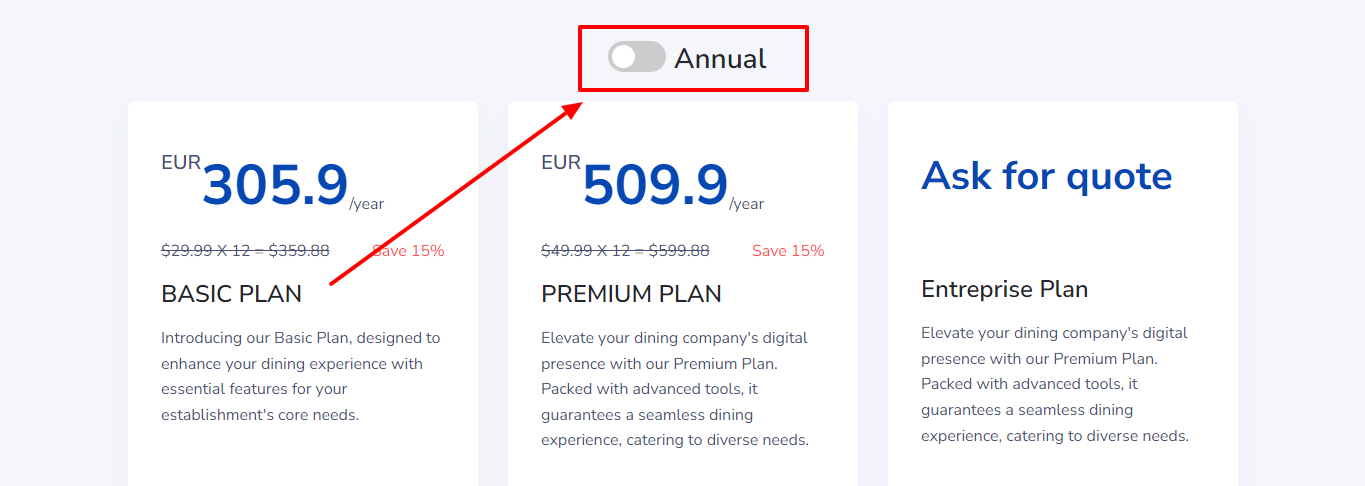 Annual
EUR305.9/year
$29.99 X 12 = $359.88 Save 15%
BASIC PLAN
Introducing our Basic Plan, designed to
enhance your dining experience with
essential features for your
establishment's core needs.
EUR509.9/year
$49.99 X 12 = $599.88 Save 15%
PREMIUM PLAN
Elevate your dining company's digital
presence with our Premium Plan.
Packed with advanced tools, it
guarantees a seamless dining
experience, catering to diverse needs.
Ask for quote
Entreprise Plan
Elevate your dining company's digital
presence with our Premium Plan.
Packed with advanced tools, it
guarantees a seamless dining
experience, catering to diverse needs.